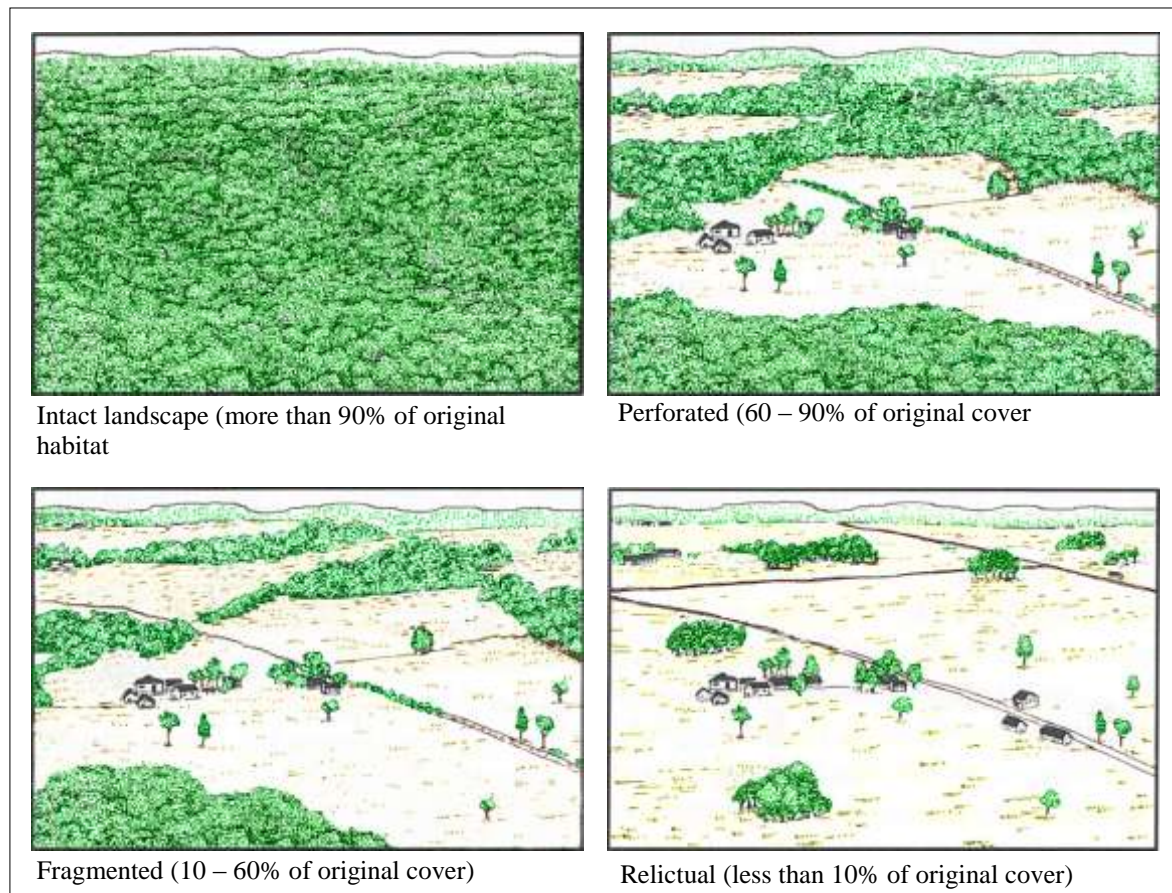 Intact landscape (more than 90% of original
habitat
Perforated (60 – 90% of original cover
Fragmented (10 – 60% of original cover)
Relictual (less than 10% of original cover)